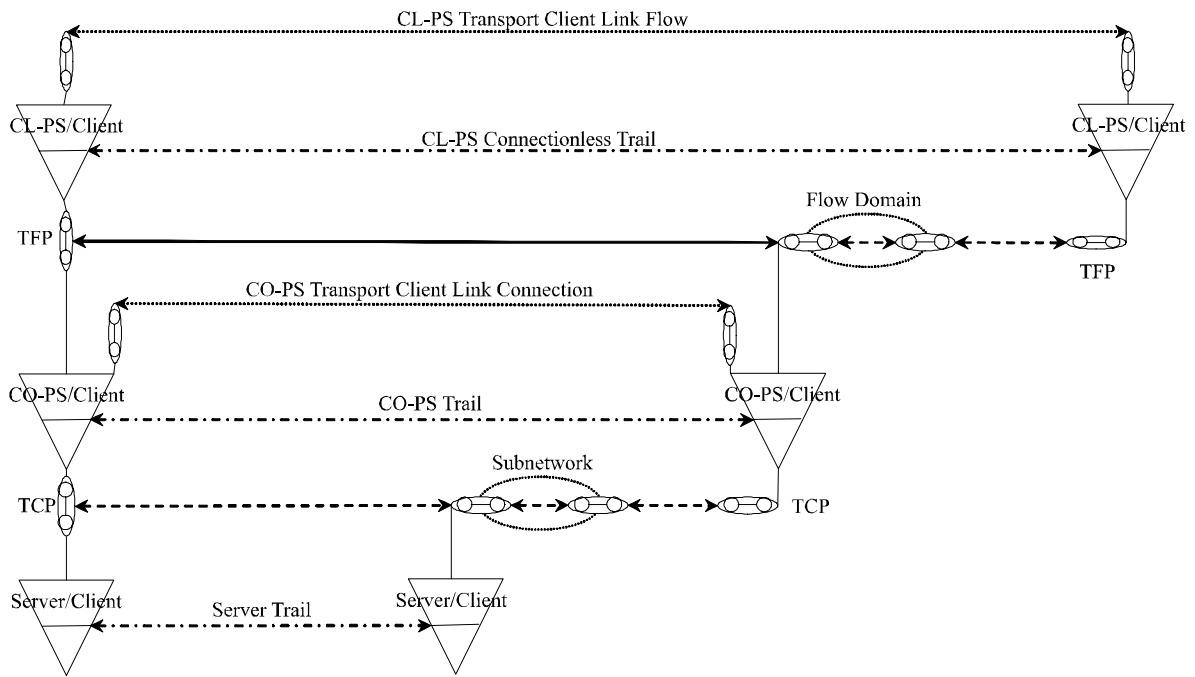 CL-PS Transport Client Link Flow
CL-PS/Client
CL-PS/Client
CL-PS Connectionless Trail
Flow Domain
TFP
TFP
CO-PS Transport Client Link Connection
CO-PS/Client
CO-PS/Client
CO-PS Trail
Subnetwork
TCP
TCP
Server/Client
Server/Client
Server Trail